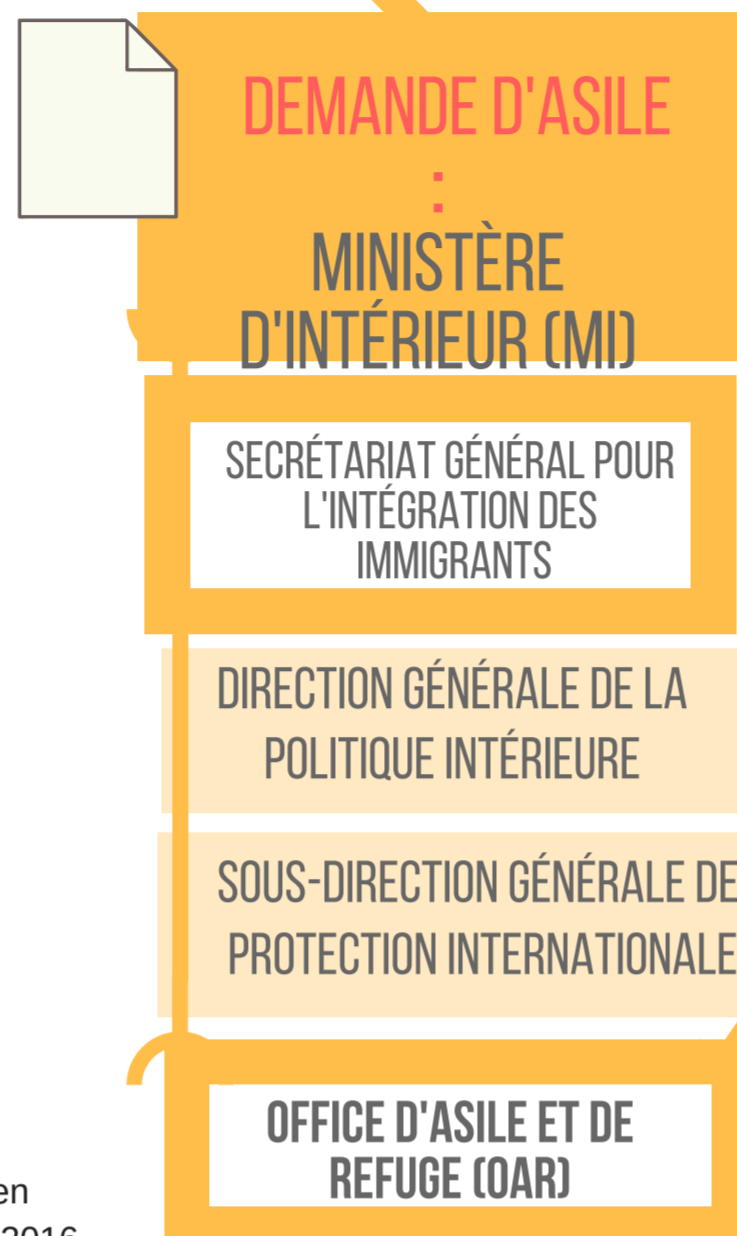 DEMANDE D'ASILE
:
MINISTÈRE
D'INTÉRIEUR (MI)
SECRÉTARIAT GÉNÉRAL POUR
L'INTÉGRATION DES
IMMIGRANTS
DIRECTION GÉNÉRALE DE LA
POLITIQUE INTÉRIEURE
SOUS-DIRECTION GÉNÉRALE DE
PROTECTION INTERNATIONALE
OFFICE D'ASILE ET DE
REFUGE (OAR)
en
2016